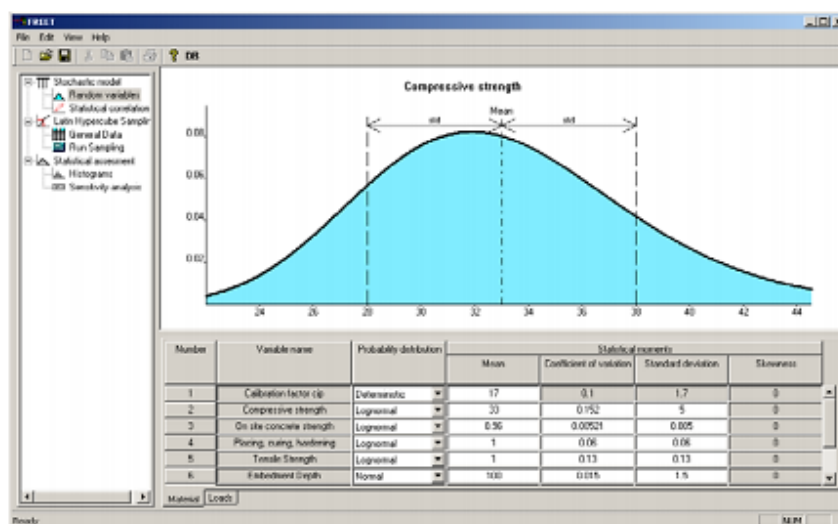 FREET
File Edit View Help
DB
Stochastic model
Random variables
Statistical correlation
Latin Hypercube Samplin
General Data
Run Sampling
Statistical assesment
Histograms
Sensitivity analysis
Compressive strength
Mean
std std
0.08
0.06
0.04
0.02
24 26 28 30 32 34 36 38 40 42 44
Number Variable name Probability distribution Statistical moments
Mean Coefficient of variation Standard deviation Skewness
1 Calibration factor cip Deterministic 17 0.1 1.7 0
2 Compressive strength Lognormal 33 0.152 5 0
3 On site concrete strength Lognormal 0.96 0.00521 0.005 0
4 Placing, curing, hardening Lognormal 1 0.06 0.06 0
5 Tensile Strength Lognormal 1 0.13 0.13 0
6 Embedment Depth Normal 100 0.015 1.5 0
Material Loads
Ready NUM